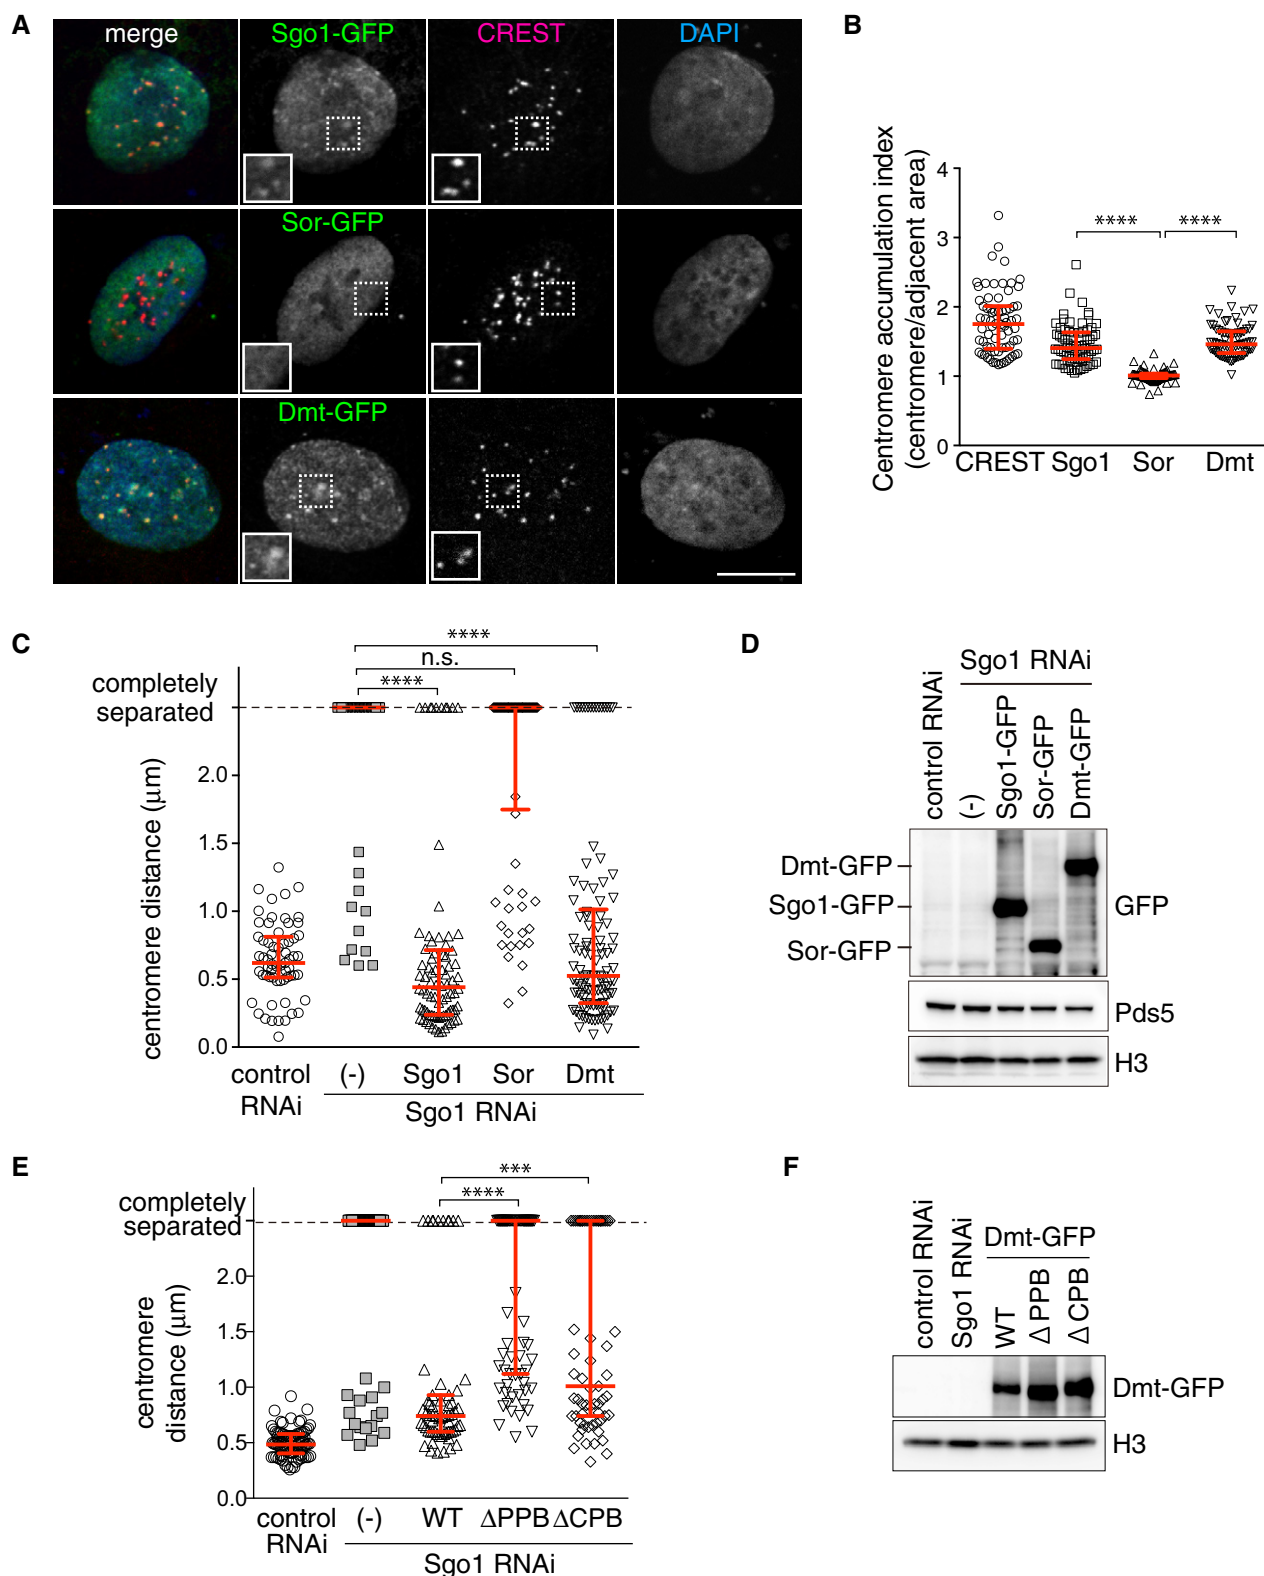 A
merge
Sgo1-GFP
CREST
DAPI
Sor-GFP
Dmt-GFP
B
Centromere accumulation index
(centromere/adjacent area)
4
3
2
1
0
****
****
CREST
Sgo1
Sor
Dmt
C
****
n.s.
****
completely
separated
centromere distance (μm)
2.0
1.5
1.0
0.5
0.0
control
RNAi
(-)
Sgo1
Sor
Dmt
Sgo1 RNAi
D
Sgo1 RNAi
control RNAi
(-)
Sgo1-GFP
Sor-GFP
Dmt-GFP
Dmt-GFP
Sgo1-GFP
Sor-GFP
GFP
Pds5
H3
E
***
****
completely
separated
centromere
distance (μm)
2.0
1.5
1.0
0.5
0.0
control
RNAi
(-)
WT
ΔPPB
ΔCPB
Sgo1 RNAi
F
control RNAi
Sgo1 RNAi
Dmt-GFP
WT
ΔPPB
ΔCPB
Dmt-GFP
H3